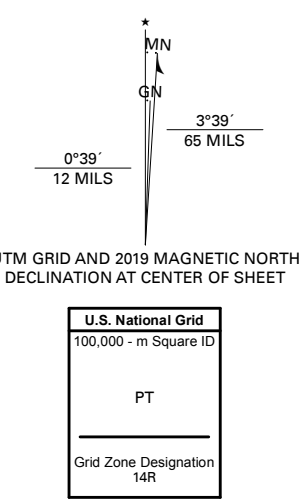 ★
MN
GN
3°39´
65 MILS
0°39´
12 MILS
UTM GRID AND 2019 MAGNETIC NORTH
DECLINATION AT CENTER OF SHEET
U.S. National Grid
100,000 - m Square ID
PT
Grid Zone Designation
14R